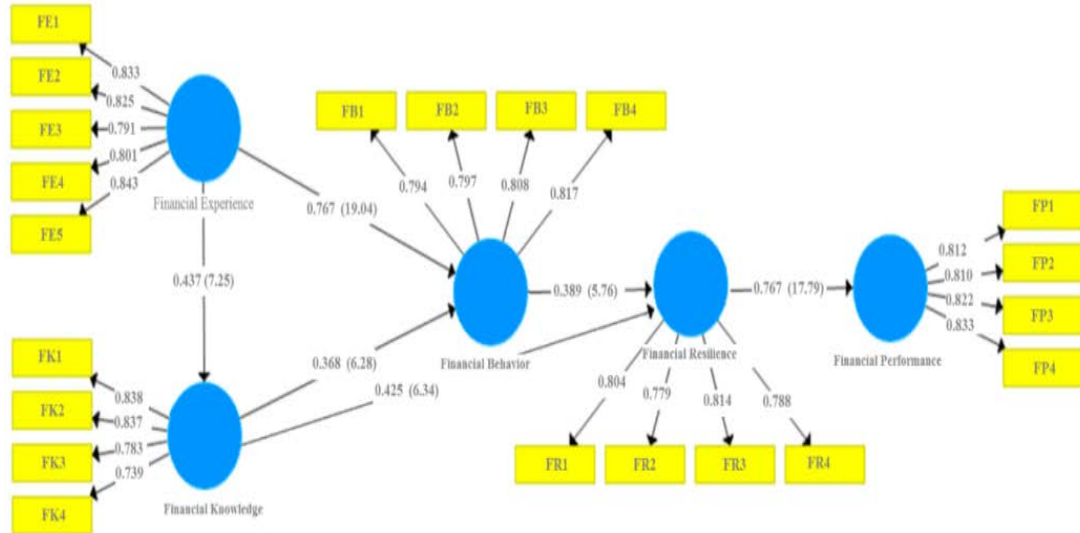 FE1
FE2
FE3
FE4
FE5
0.833
0.825
0.791
0.801
0.843
Financial Experience
FB1
FB2
FB3
FB4
0.794
0.797
0.808
0.817
0.767 (19.04)
0.437 (7.25)
0.368 (6.28)
0.425 (6.34)
Financial Behavior
0.389 (5.76)
Financial Resilience
0.767 (17.79)
Financial Performance
FP1
FP2
FP3
FP4
0.812
0.810
0.822
0.833
FK1
FK2
FK3
FK4
0.838
0.837
0.783
0.739
Financial Knowledge
0.804
0.779
0.814
0.788
FR1
FR2
FR3
FR4